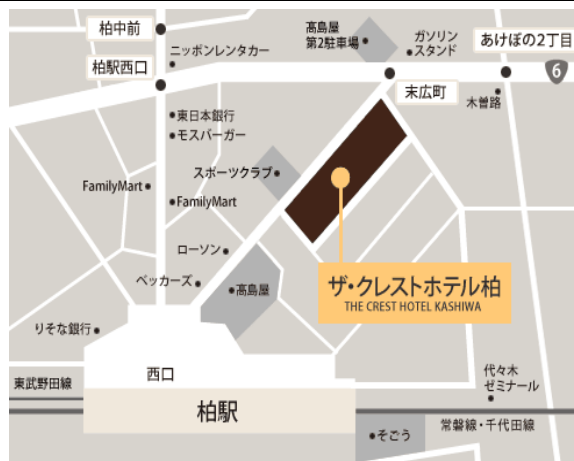 柏中前
髙島屋
第2駐車場
ガソリン
スタンド
あけぼの2丁目
ニッポンレンタカー
柏駅西口
6
末広町
木曽路
東日本銀行
モスバーガー
スポーツクラブ
FamilyMart
FamilyMart
ローソン
ベッカーズ
髙島屋
ザ・クレストホテル柏
THE CREST HOTEL KASHIWA
りそな銀行
西口
代々木
ゼミナール
東武野田線
柏駅
常磐線・千代田線
そごう